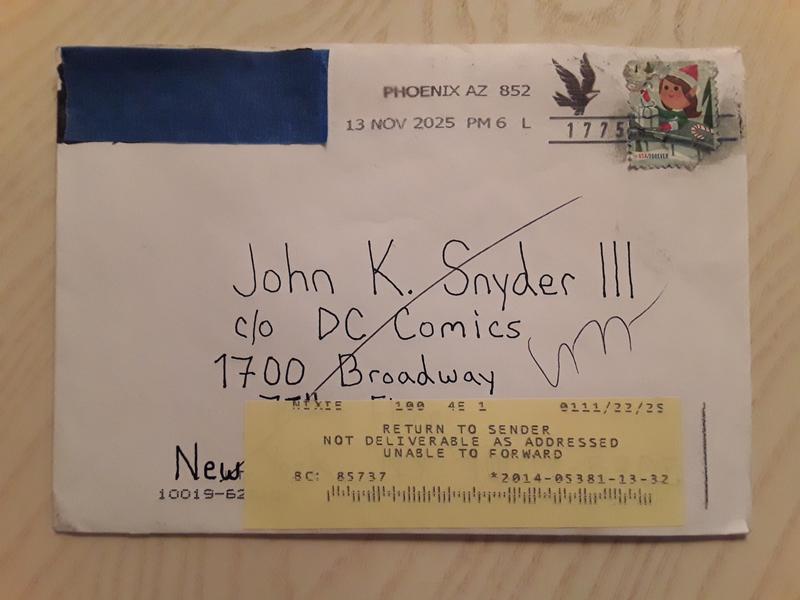 PHOENIX AZ 852
13 NOV 2025 PM 6 L
1775
USA/FOREVER
John K. Snyder III
c/o DC Comics
1700 Broadway
NIXIE 100 4E 1 0111/22/25
RETURN TO SENDER
NOT DELIVERABLE AS ADDRESSED
UNABLE TO FORWARD
New
BC: 85737 *2014-05381-13-32
10019-62